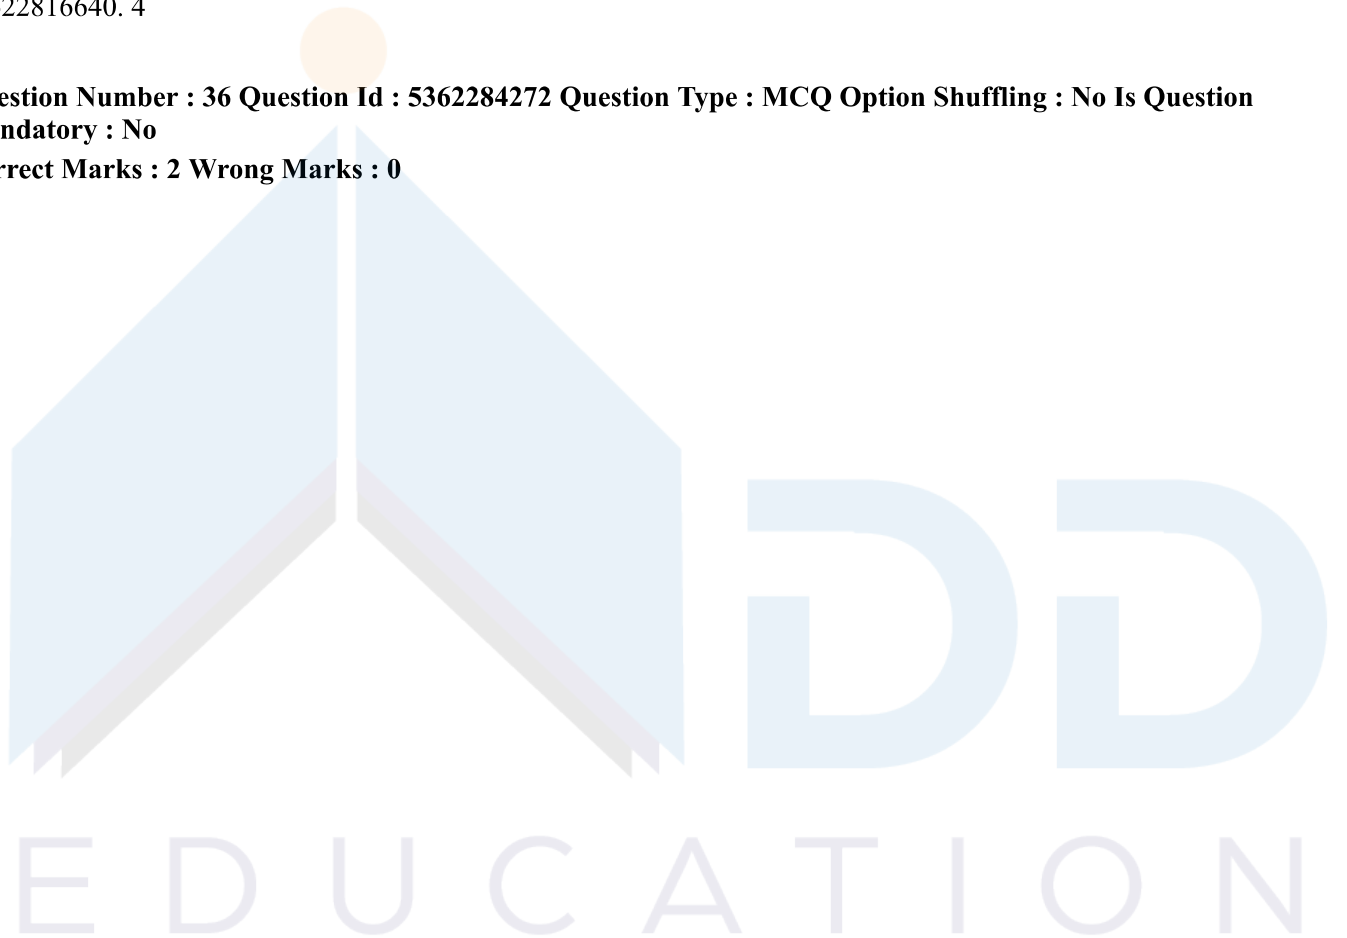 22816640. 4
estion Number : 36 Question Id : 5362284272 Question Type : MCQ Option Shuffling : No Is Question
ndatory : No
rrect Marks : 2 Wrong Marks : 0
DD
EDUCATION